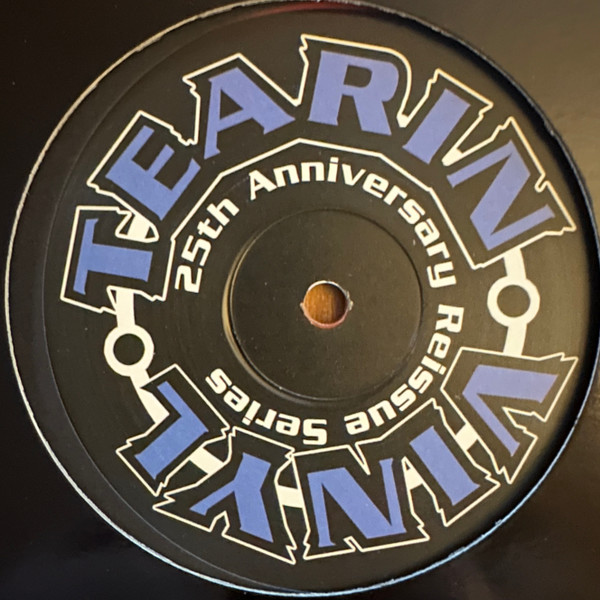 TEARIN
VINYL
25th Anniversary Reissue Series